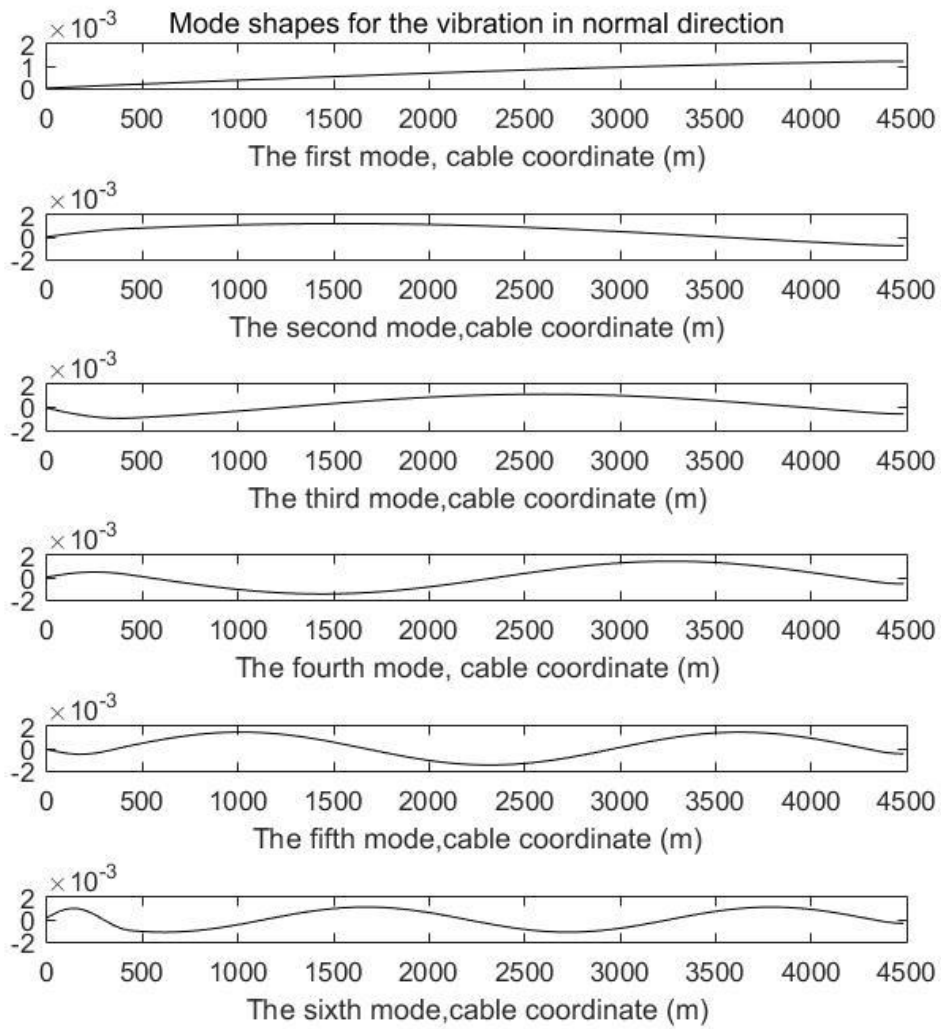 Mode shapes for the vibration in normal direction
×10⁻³
2
1
0
0 500 1000 1500 2000 2500 3000 3500 4000 4500
The first mode, cable coordinate (m)
×10⁻³
2
0
-2
0 500 1000 1500 2000 2500 3000 3500 4000 4500
The second mode,cable coordinate (m)
×10⁻³
2
0
-2
0 500 1000 1500 2000 2500 3000 3500 4000 4500
The third mode,cable coordinate (m)
×10⁻³
2
0
-2
0 500 1000 1500 2000 2500 3000 3500 4000 4500
The fourth mode, cable coordinate (m)
×10⁻³
2
0
-2
0 500 1000 1500 2000 2500 3000 3500 4000 4500
The fifth mode,cable coordinate (m)
×10⁻³
2
0
-2
0 500 1000 1500 2000 2500 3000 3500 4000 4500
The sixth mode,cable coordinate (m)